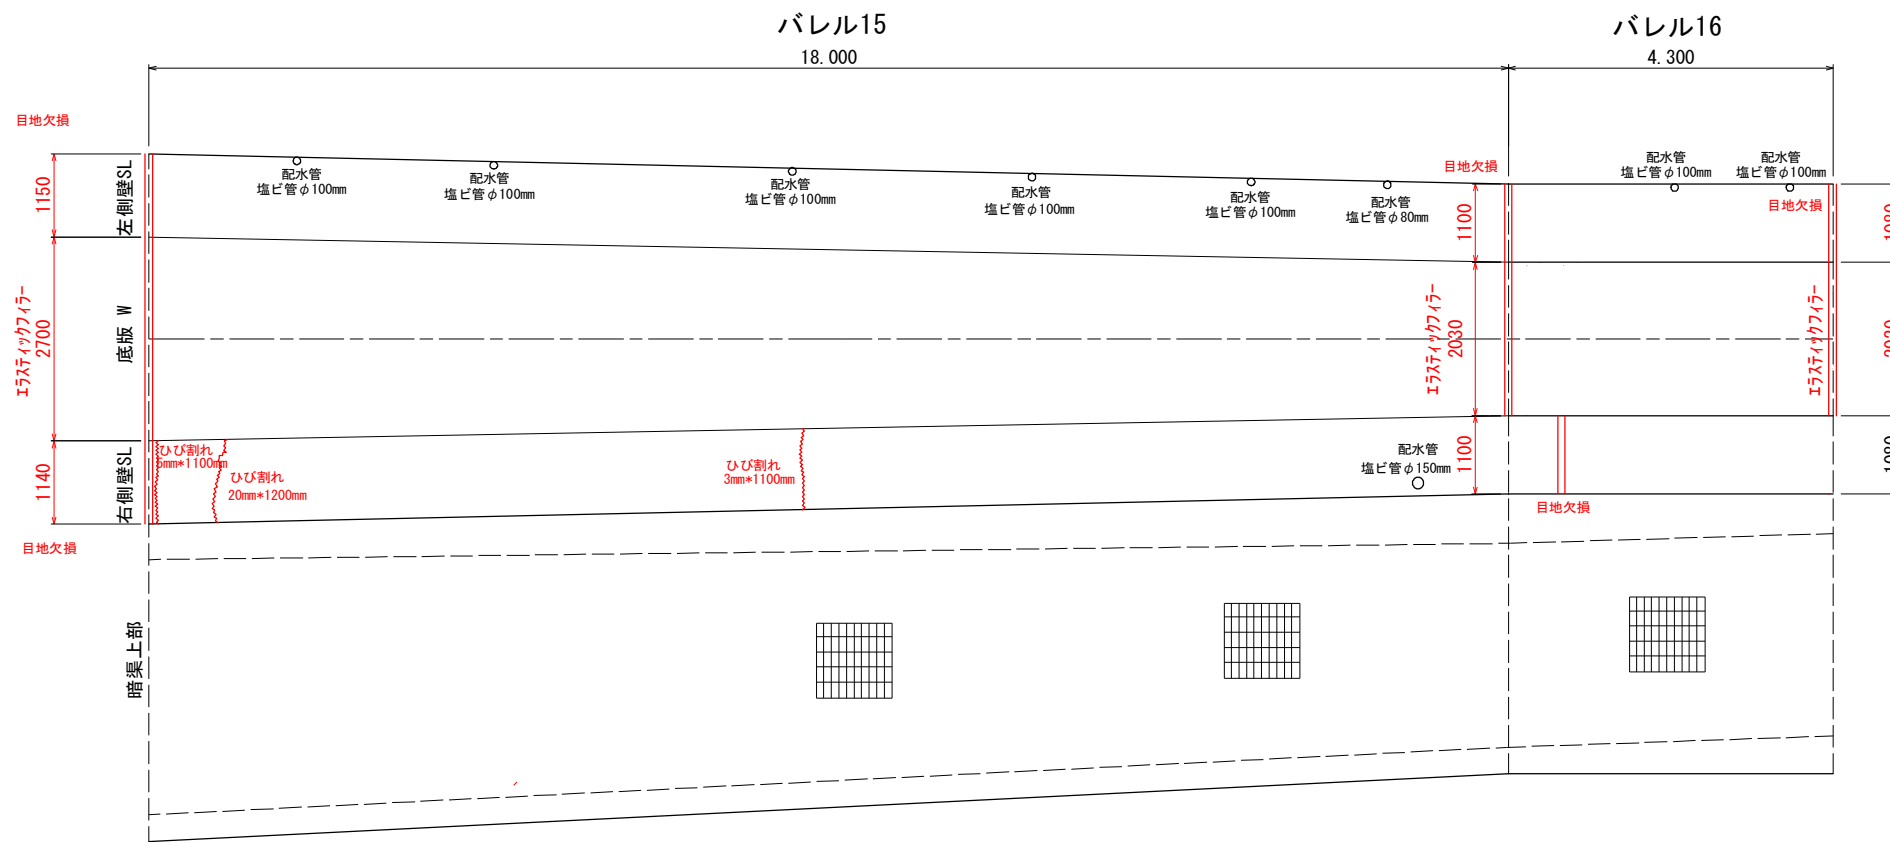 バレル15
バレル16
18.000
4.300
目地欠損
左側壁SL
1150
配水管
塩ビ管φ100mm
配水管
塩ビ管φ100mm
配水管
塩ビ管φ100mm
配水管
塩ビ管φ100mm
配水管
塩ビ管φ100mm
配水管
塩ビ管φ80mm
目地欠損
1100
配水管
塩ビ管φ100mm
配水管
塩ビ管φ100mm
目地欠損
エラスティックフィラー
2700
底版 W
エラスティックフィラー
2030
エラスティックフィラー
1140
右側壁SL
ひび割れ
5mm*1100mm
ひび割れ
20mm*1200mm
ひび割れ
3mm*1100mm
配水管
塩ビ管φ150mm
1100
1080
目地欠損
目地欠損
暗渠上部